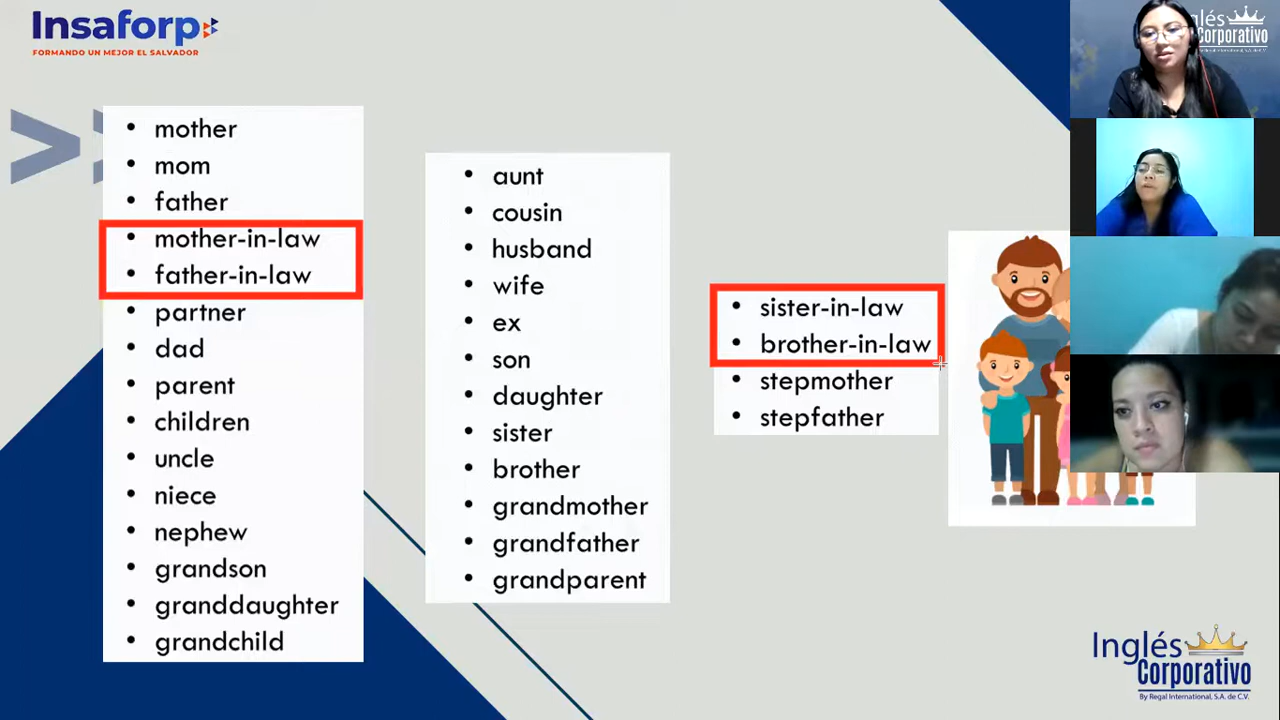 Insaforp
FORMANDO UN MEJOR EL SALVADOR
• mother
• mom
• father
• mother-in-law
• father-in-law
• partner
• dad
• parent
• children
• uncle
• niece
• nephew
• grandson
• granddaughter
• grandchild
• aunt
• cousin
• husband
• wife
• ex
• son
• daughter
• sister
• brother
• grandmother
• grandfather
• grandparent
• sister-in-law
• brother-in-law
• stepmother
• stepfather
glés
Corporativo
Inglés
Corporativo
By Regal International, S.A. de C.V.